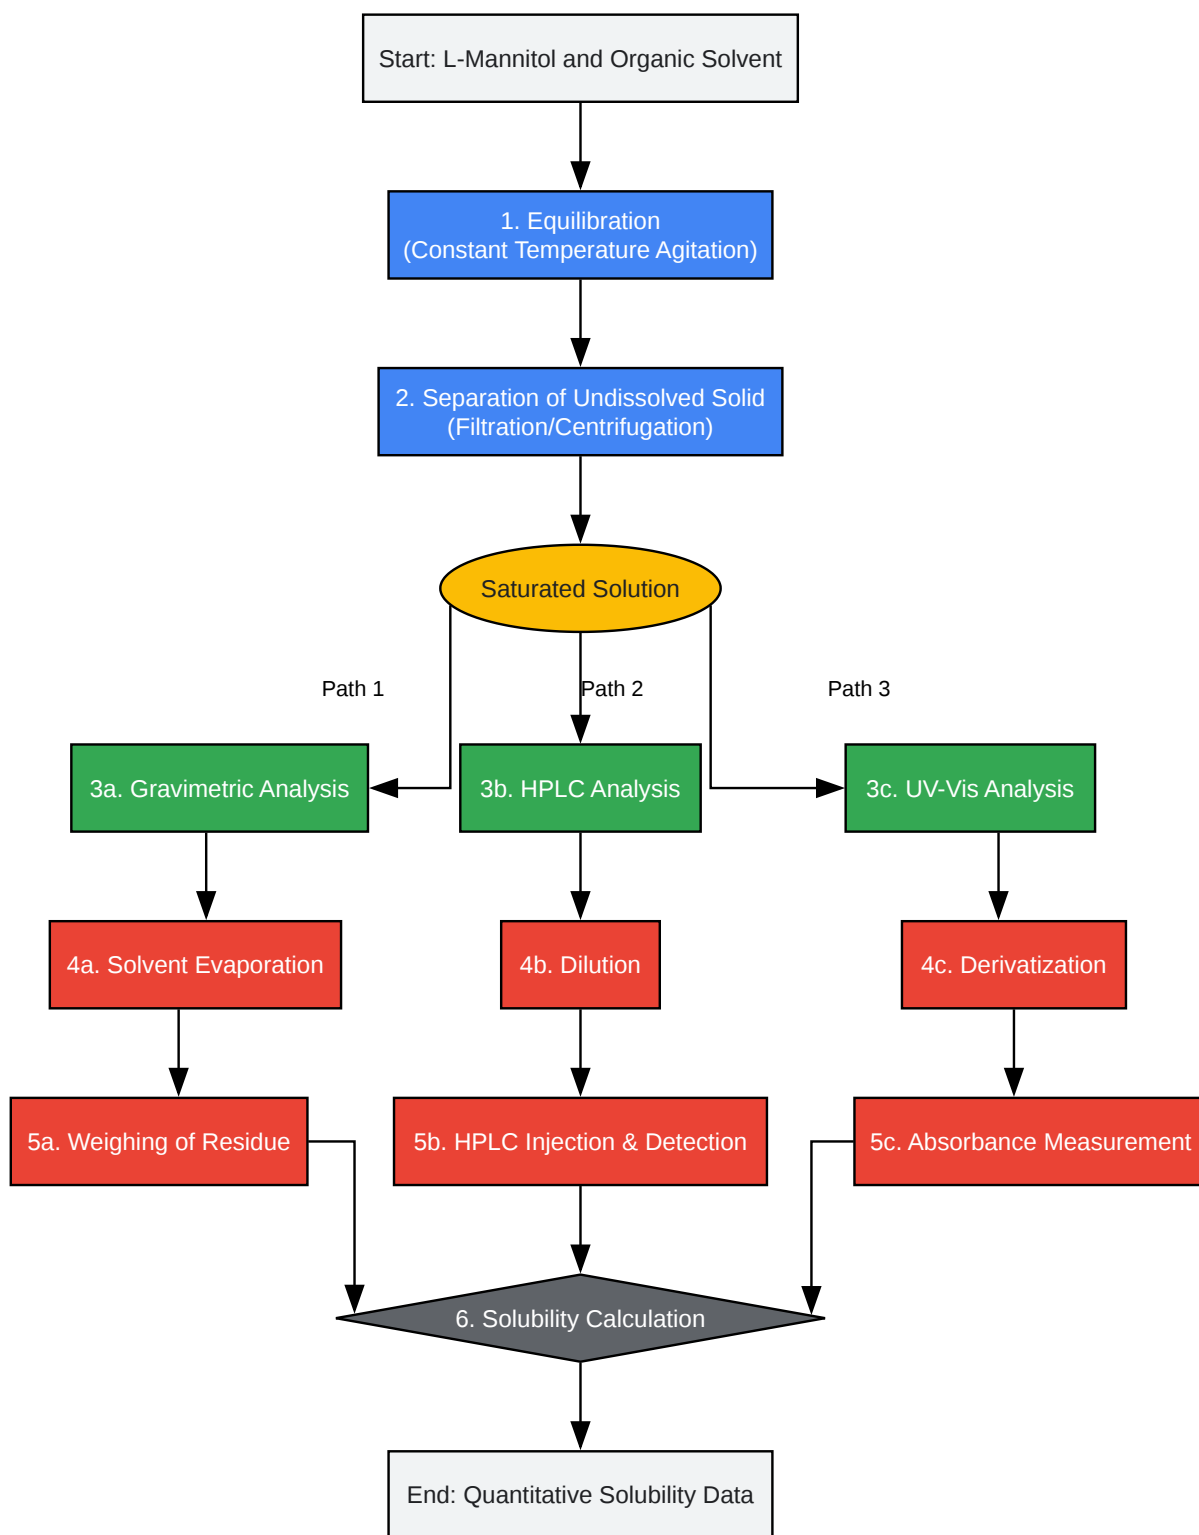 Start: L-Mannitol and Organic Solvent
1. Equilibration
(Constant Temperature Agitation)
2. Separation of Undissolved Solid
(Filtration/Centrifugation)
Saturated Solution
Path 1
Path 2
Path 3
3a. Gravimetric Analysis
3b. HPLC Analysis
3c. UV-Vis Analysis
4a. Solvent Evaporation
4b. Dilution
4c. Derivatization
5a. Weighing of Residue
5b. HPLC Injection & Detection
5c. Absorbance Measurement
6. Solubility Calculation
End: Quantitative Solubility Data